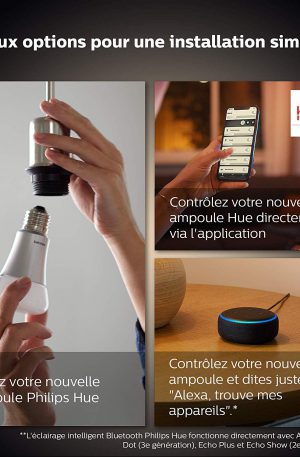 ux options pour une installation sim
Contrôlez votre nouve
ampoule Hue directe
via l'application
z votre nouvelle
oule Philips Hue
Contrôlez votre nouve
ampoule et dites juste
"Alexa, trouve mes
appareils".*
**L'éclairage intelligent Bluetooth Philips Hue fonctionne directement avec A
Dot (3e génération), Echo Plus et Echo Show (2e